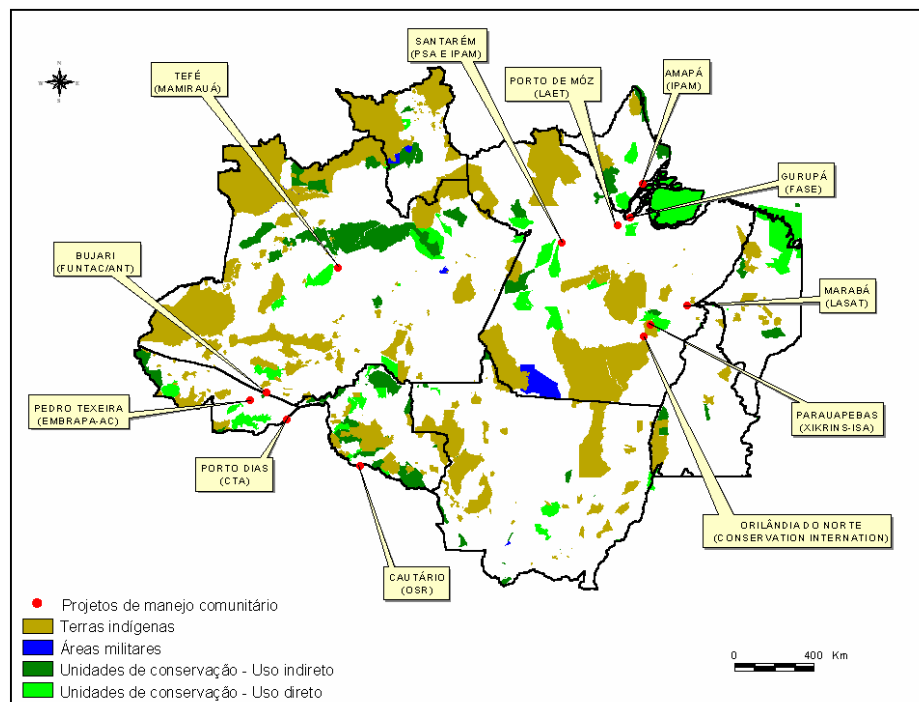 SANTARÉM
(PSA E IPAM)
TEFÉ
(MAMIRAUÁ)
PORTO DE MÓZ
(LAET)
AMAPÁ
(IPAM)
GURUPÁ
(FASE)
BUJARI
(FUNTAC/ANT)
MARABÁ
(LASAT)
PEDRO TEXEIRA
(EMBRAPA-AC)
PARAUAPEBAS
(XIKRINS-ISA)
PORTO DIAS
(CTA)
ORILÂNDIA DO NORTE
(CONSERVATION INTERNATION)
CAUTÁRIO
(OSR)
Projetos de manejo comunitário
Terras indígenas
Áreas militares
Unidades de conservação - Uso indireto
Unidades de conservação - Uso direto
0 400 Km